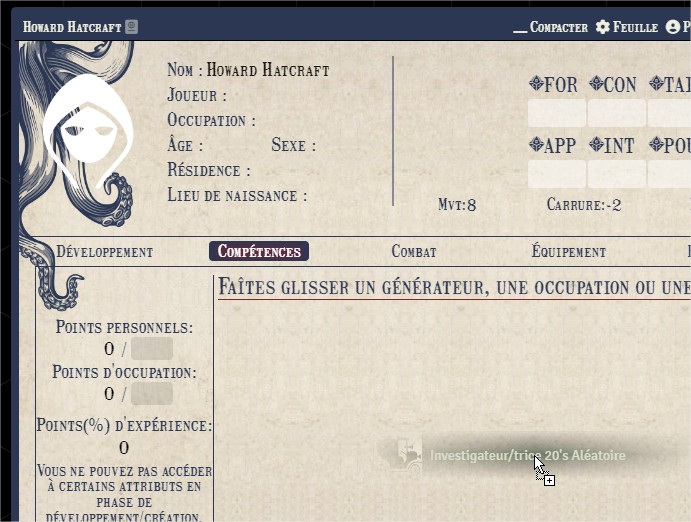 Howard Hatcraft
Compacter
Feuille
Nom : Howard Hatcraft
Joueur :
Occupation :
Âge :
Sexe :
Résidence :
Lieu de naissance :
FOR
CON
APP
INT
Mvt:8
Carrure:-2
Développement
Compétences
Combat
Équipement
Faîtes glisser un générateur, une occupation ou une
Points personnels:
0 /
Points d'occupation:
0 /
Points(%) d'expérience:
0
Vous ne pouvez pas accéder
à certains attributs en
phase de
développement/création.
Investigateur/trice 20's Aléatoire